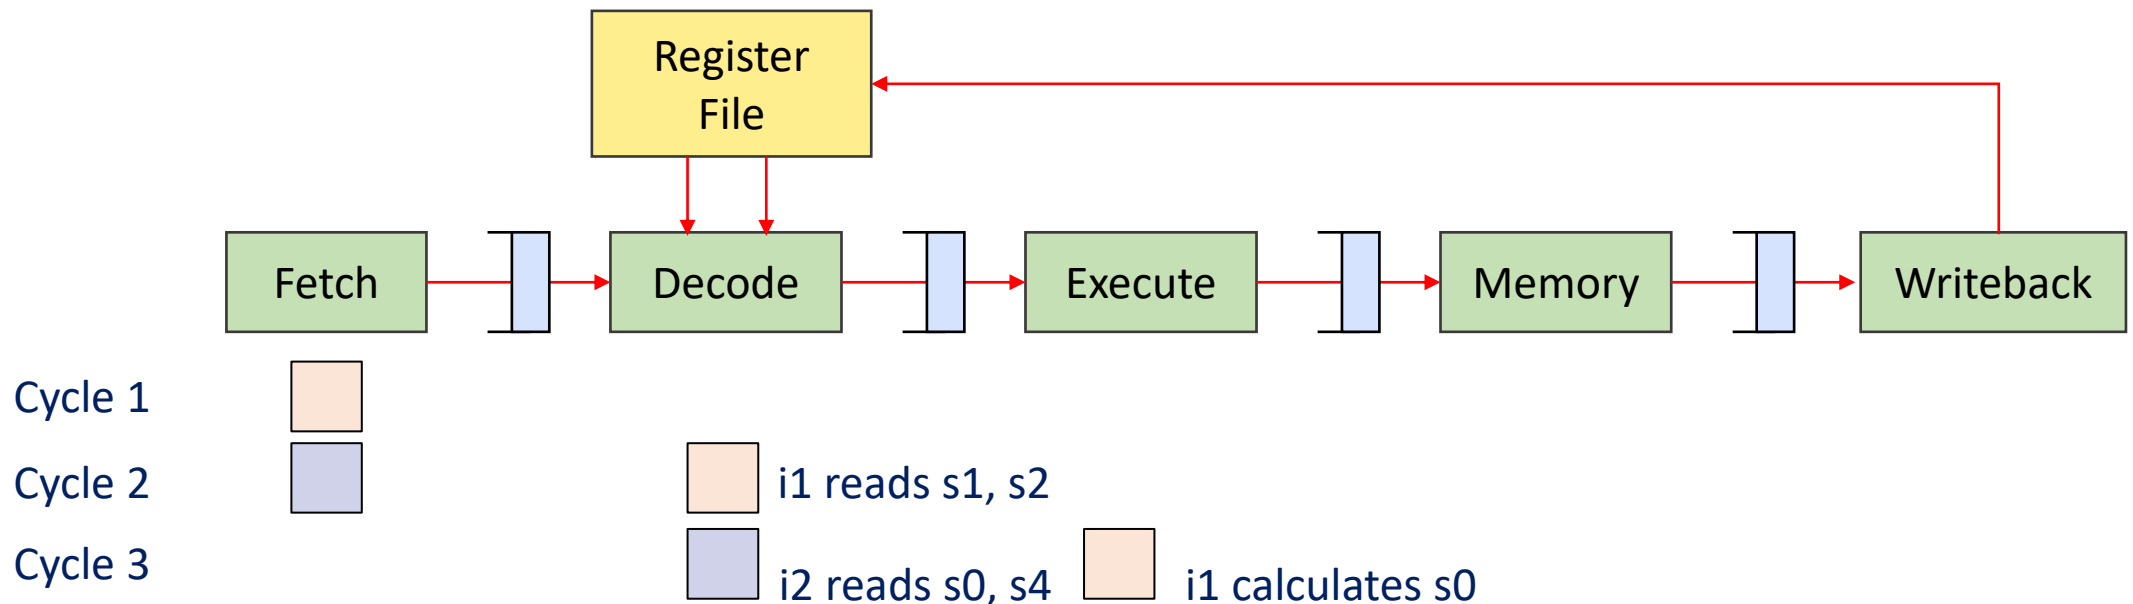 Register
File
Fetch
Decode
Execute
Memory
Writeback
Cycle 1
Cycle 2
i1 reads s1, s2
Cycle 3
i2 reads s0, s4
i1 calculates s0